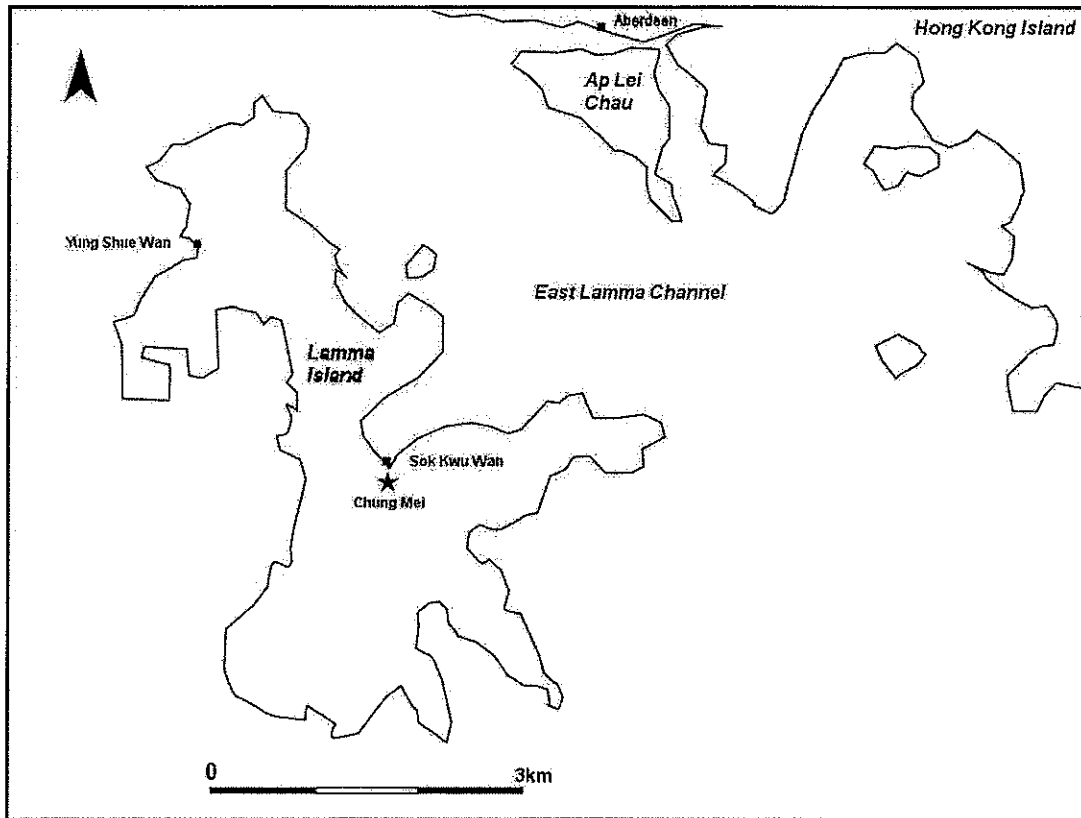 Aberdeen
Hong Kong Island
Ap Lei
Chau
Yung Shue Wan
East Lamma Channel
Lamma
Island
Sok Kwu Wan
Chung Mei
0
3km